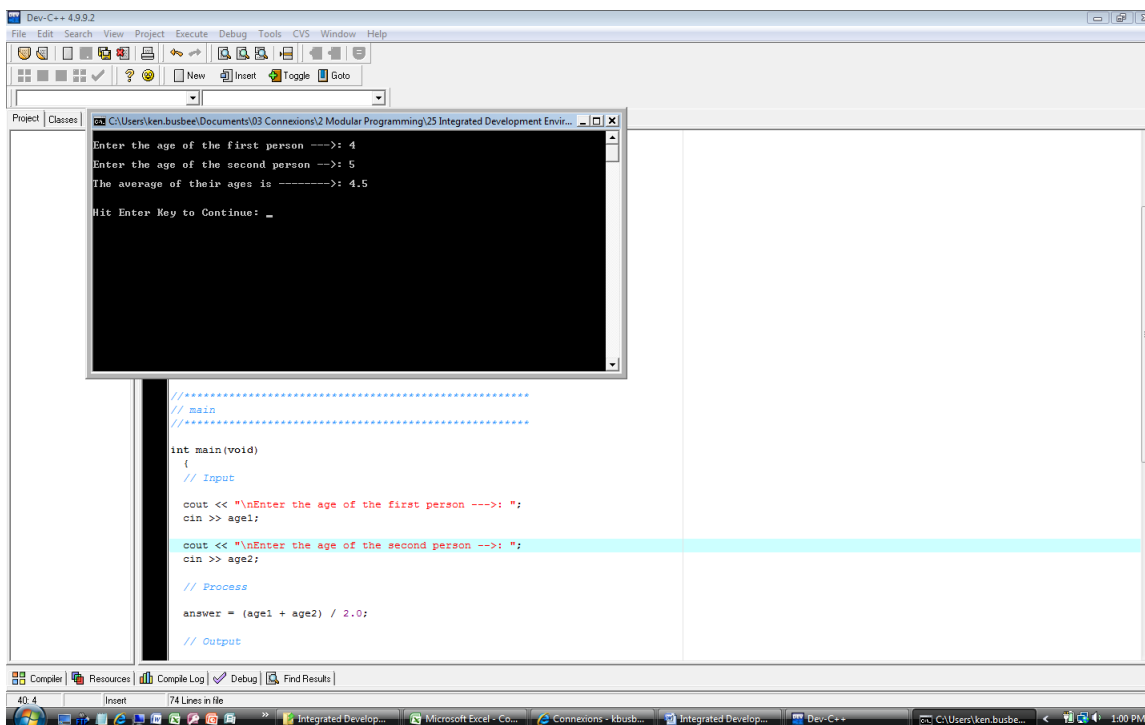 Dev-C++ 4.9.9.2
File Edit Search View Project Execute Debug Tools CVS Window Help
New Insert Toggle Goto
Project Classes
C:\Users\ken.busbee\Documents\03 Connexions\2 Modular Programming\25 Integrated Development Envir...
Enter the age of the first person --->: 4
Enter the age of the second person -->: 5
The average of their ages is -------->: 4.5
Hit Enter Key to Continue: _
//******************************************************
// main
//******************************************************
int main(void)
{
// Input
cout << "\nEnter the age of the first person --->: ";
cin >> age1;
cout << "\nEnter the age of the second person -->: ";
cin >> age2;
// Process
answer = (age1 + age2) / 2.0;
// Output
Compiler Resources Compile Log Debug Find Results
40: 4 Insert 74 Lines in file
Integrated Develop... Microsoft Excel - Co... Connexions - kbusb... Integrated Develop... Dev-C++ C:\Users\ken.busbe... 1:00 PM